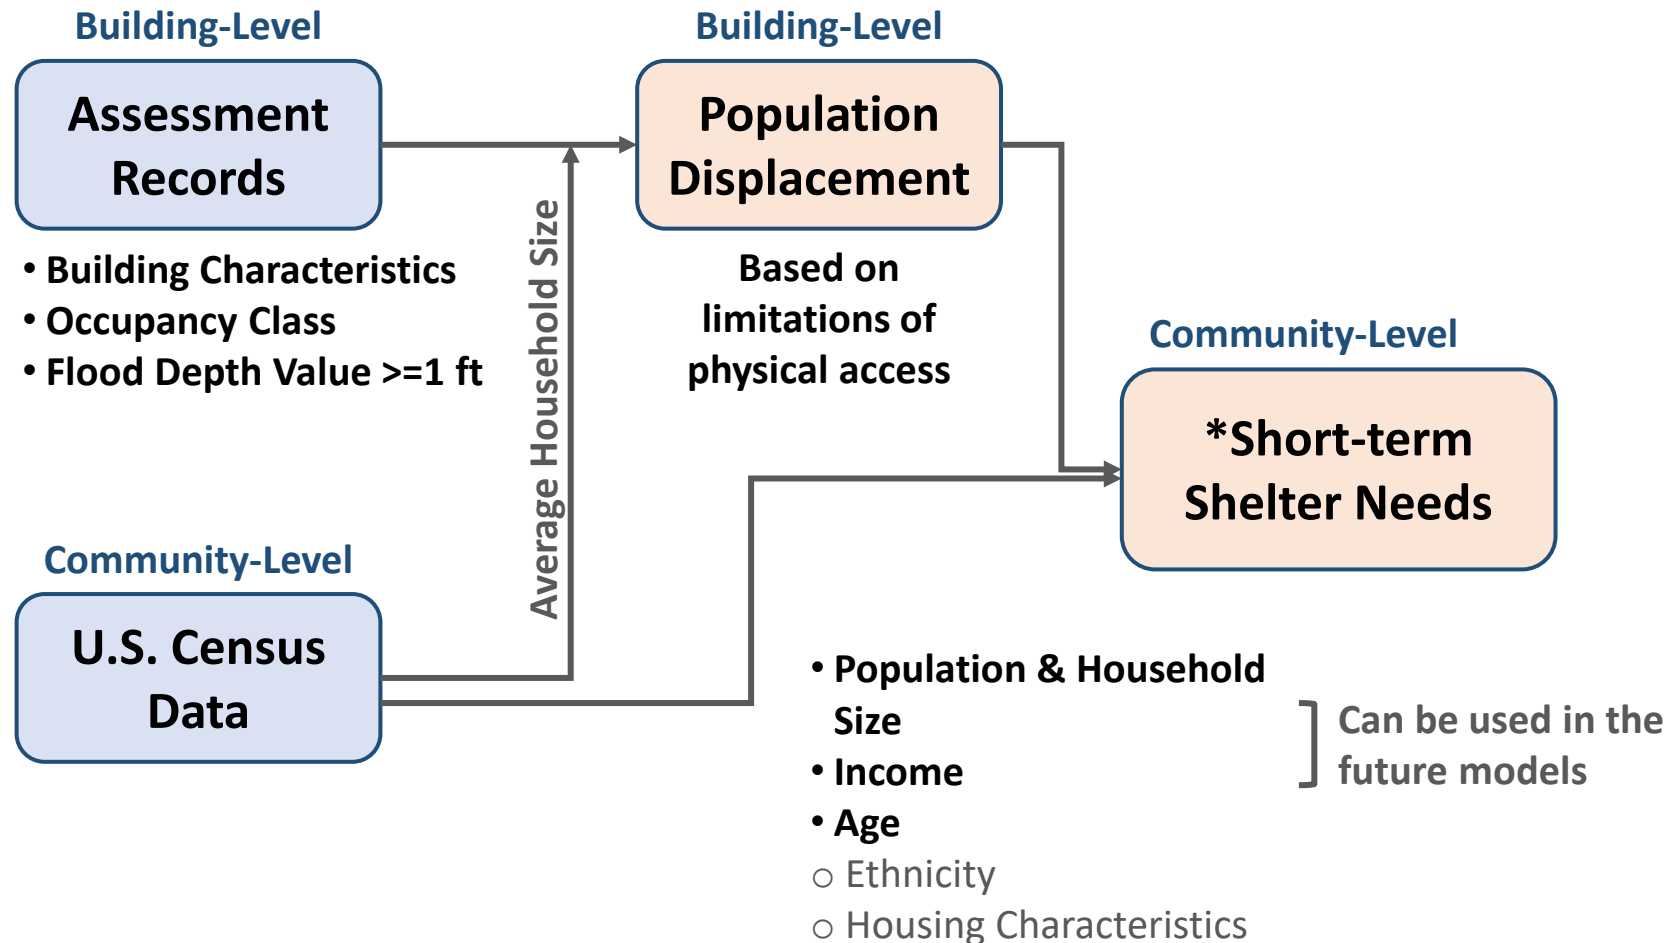 Building-Level
Assessment
Records
• Building Characteristics
• Occupancy Class
• Flood Depth Value >=1 ft
Building-Level
Population
Displacement
Based on
limitations of
physical access
Average Household Size
Community-Level
*Short-term
Shelter Needs
Community-Level
U.S. Census
Data
• Population & Household
Size
• Income
• Age
o Ethnicity
o Housing Characteristics
Can be used in the
future models